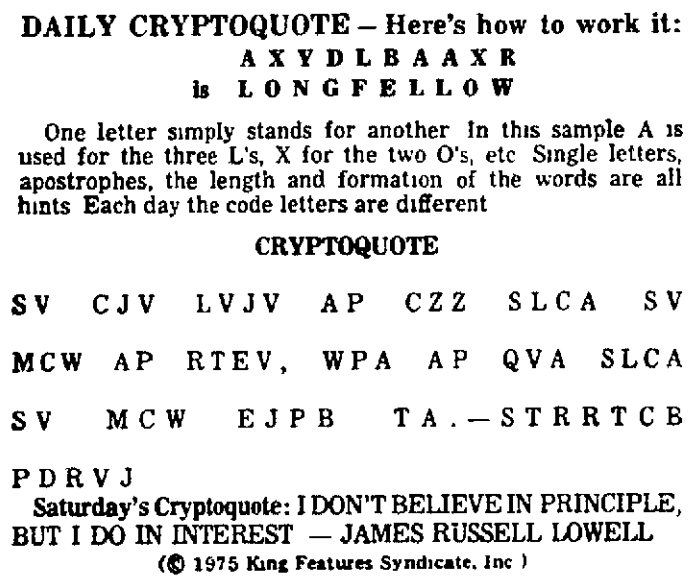 DAILY CRYPTOQUOTE – Here's how to work it:
A X Y D L B A A X R
is L O N G F E L L O W
One letter simply stands for another In this sample A is
used for the three L's, X for the two O's, etc Single letters,
apostrophes, the length and formation of the words are all
hints Each day the code letters are different
CRYPTOQUOTE
SV CJV LVJV AP CZZ SLCA SV
MCW AP RTEV, WPA AP QVA SLCA
SV MCW EJPB TA.–STRRTCB
PDRVJ
Saturday's Cryptoquote: I DON'T BELIEVE IN PRINCIPLE,
BUT I DO IN INTEREST — JAMES RUSSELL LOWELL
(© 1975 King Features Syndicate, Inc )